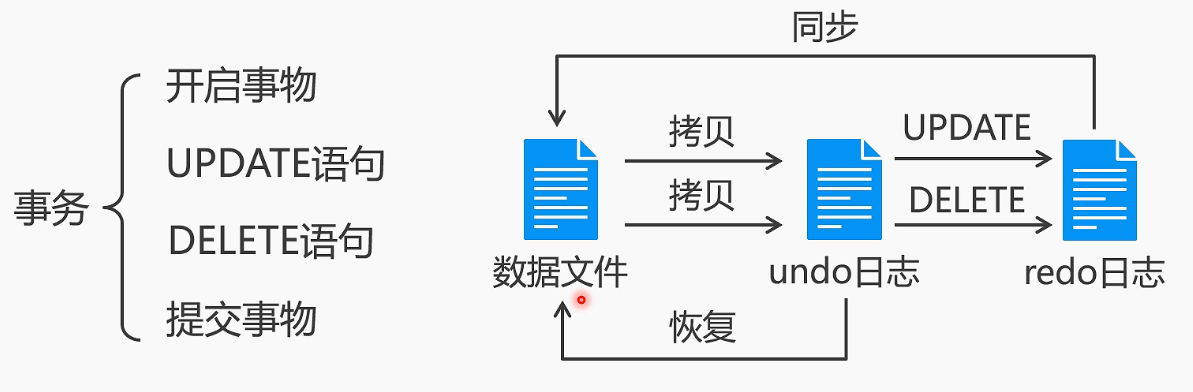 事务
开启事物
UPDATE语句
DELETE语句
提交事物
同步
拷贝
UPDATE
拷贝
DELETE
数据文件
undo日志
redo日志
恢复